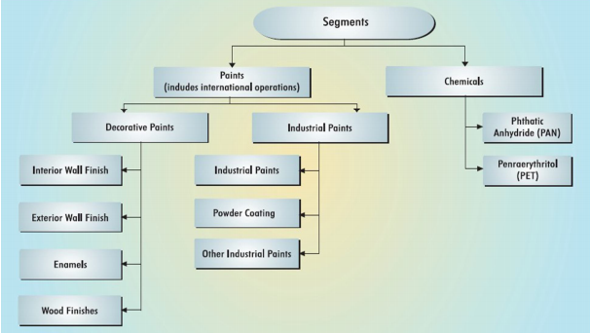 Segments
Paints
(indudes international operations)
Chemicals
Decorative Paints
Industrial Paints
Phthatic
Anhydride (PAN)
Penraerythritol
(PET)
Interior Wall Finish
Industrial Paints
Exterior Wall Finish
Powder Coating
Enamels
Other Industrial Paints
Wood Finishes